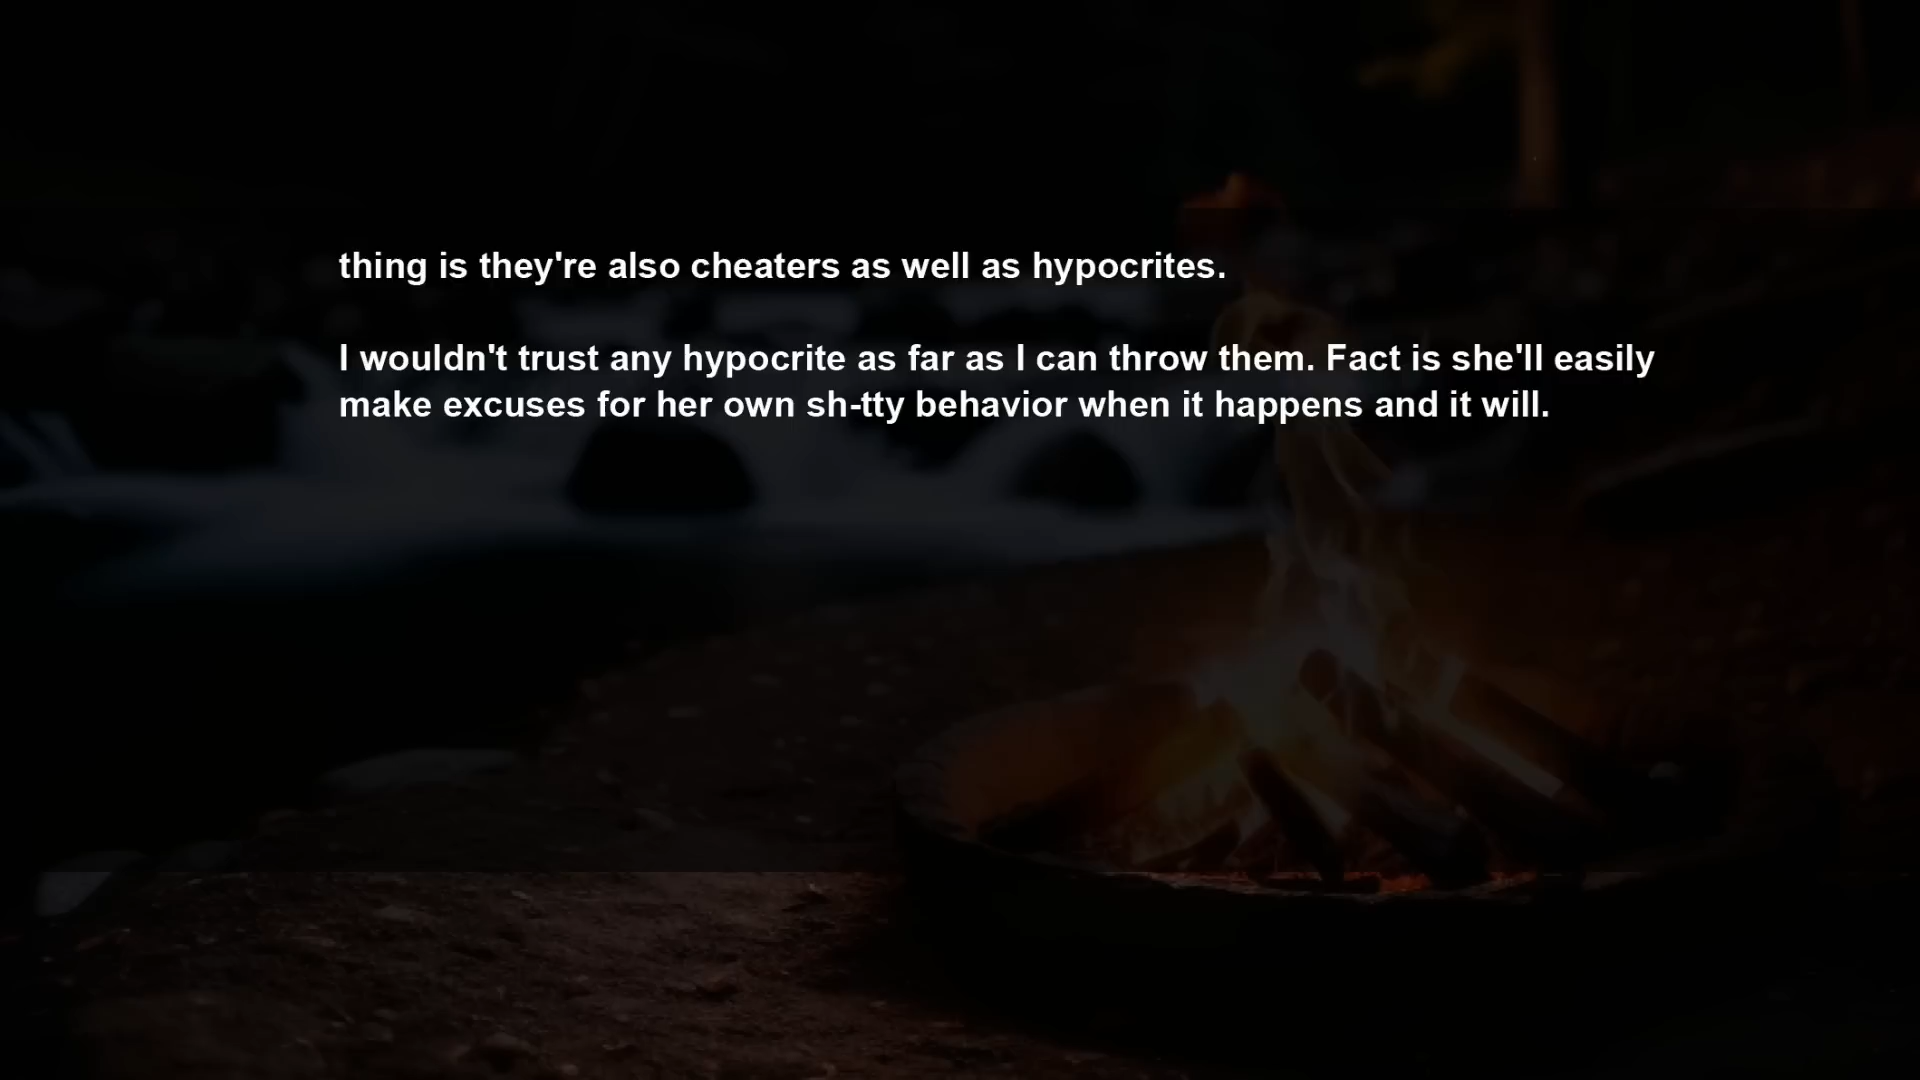 thing is they're also cheaters as well as hypocrites.
I wouldn't trust any hypocrite as far as I can throw them. Fact is she'll easily
make excuses for her own sh-tty behavior when it happens and it will.